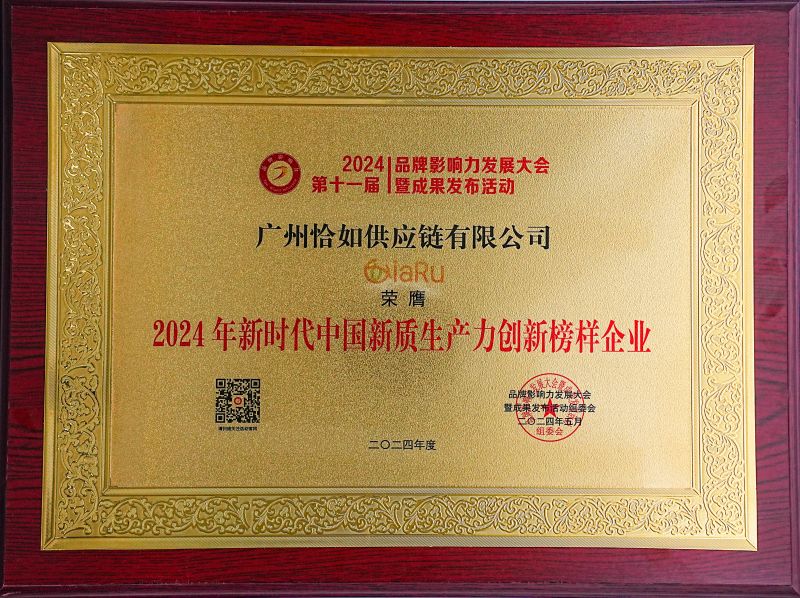 2024 品牌影响力发展大会
第十一届 暨成果发布活动
广州恰如供应链有限公司
QiaRu
荣膺
2024年新时代中国新质生产力创新榜样企业
品牌影响力发展大会
暨成果发布活动组委会
二〇二四年五月
组委会
二〇二四年度